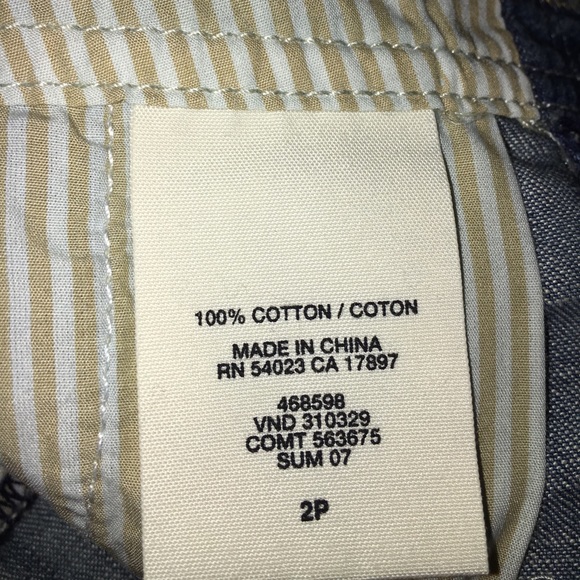 100% COTTON / COTON
MADE IN CHINA
RN 54023 CA 17897
468598
VND 310329
COMT 563675
SUM 07
2P